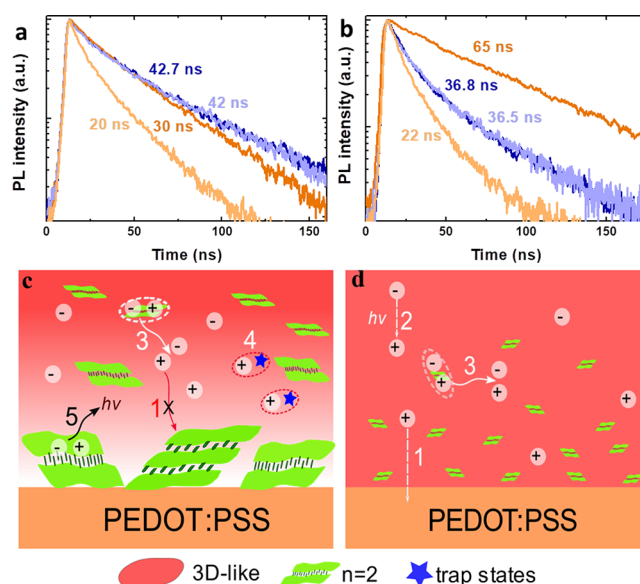 a
PL intensity (a.u.)
42.7 ns
42 ns
20 ns
30 ns
0 50 100 150
Time (ns)
b
PL intensity (a.u.)
65 ns
36.8 ns
36.5 ns
22 ns
0 50 100 150
Time (ns)
c
- - +
-
3
-
+
4
+
-
+
1x
+
+
5
hν
- +
PEDOT:PSS
d
-
hν
2
-
+
-
+
3
-
+
+
1
+
PEDOT:PSS
3D-like
n=2
trap states